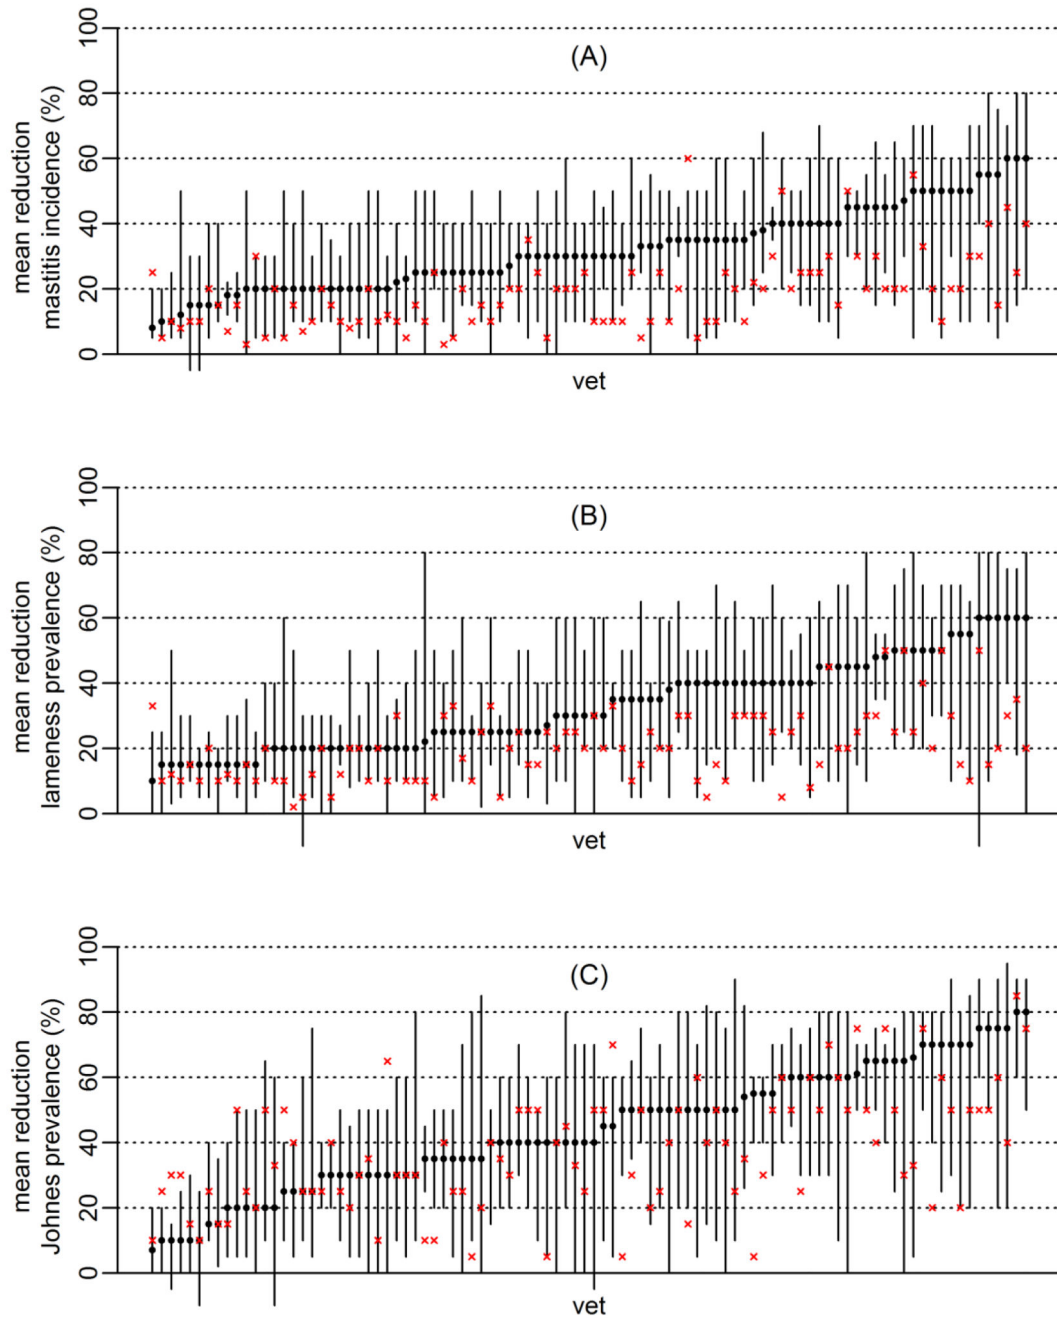 (A)
mean reduction
mastitis incidence (%)
100
80
60
40
20
0
vet
(B)
mean reduction
lameness prevalence (%)
100
80
60
40
20
0
vet
(C)
mean reduction
Johnes prevalence (%)
100
80
60
40
20
0
vet